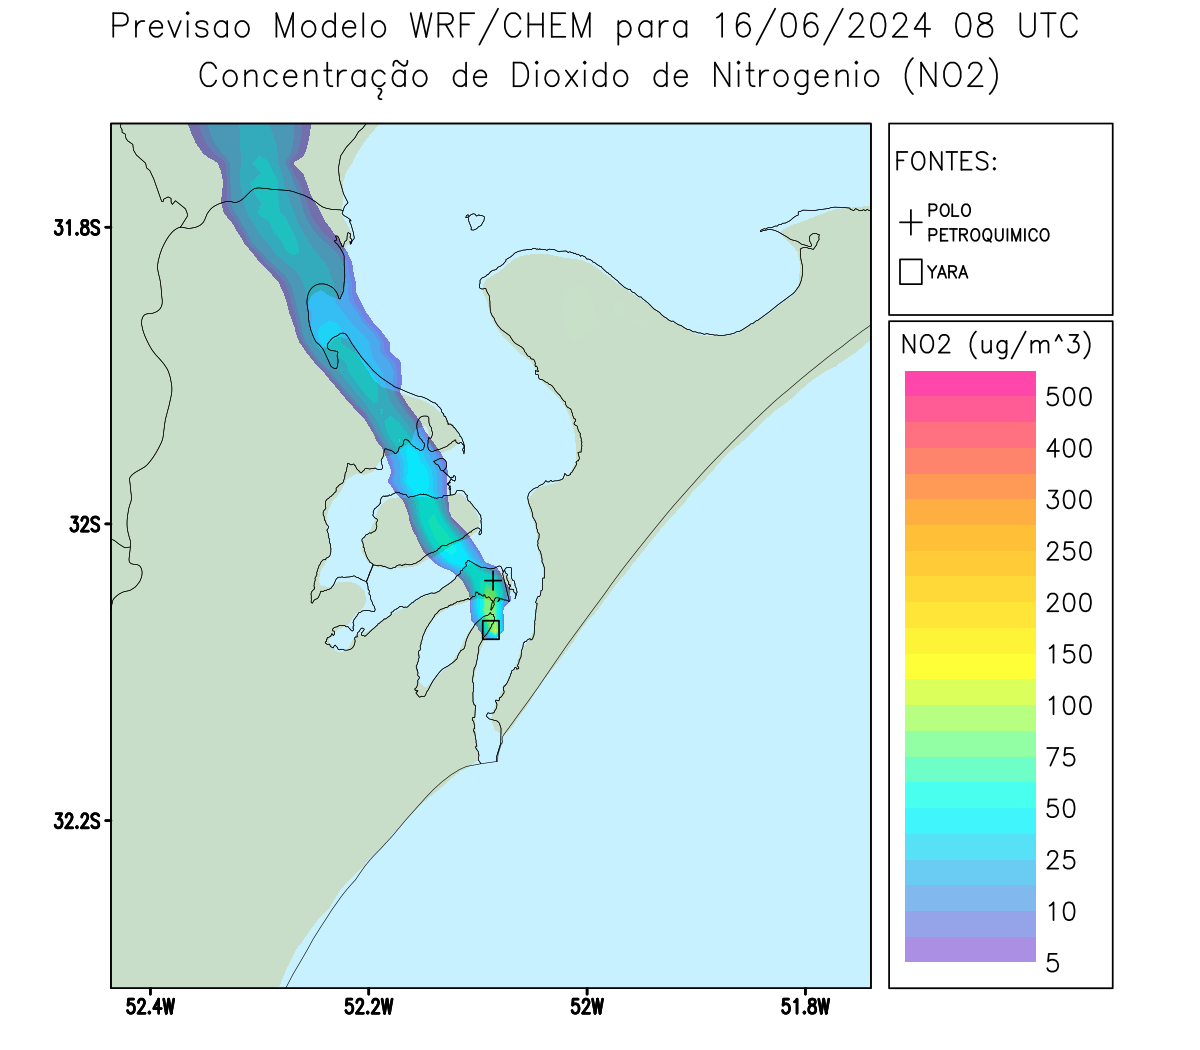 Previsao Modelo WRF/CHEM para 16/06/2024 08 UTC
Concentração de Dioxido de Nitrogenio (NO2)
FONTES:
POLO
PETROQUIMICO
YARA
NO2 (ug/m^3)
500
400
300
250
200
150
100
75
50
25
10
5
31.8S
32S
32.2S
52.4W
52.2W
52W
51.8W